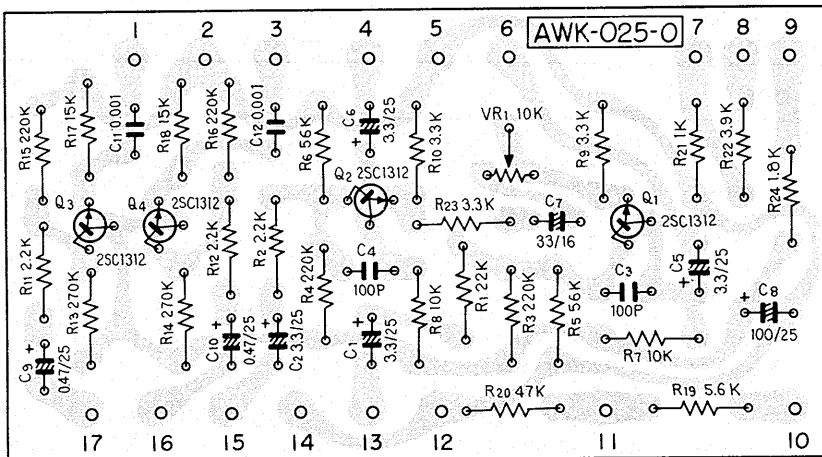 1 2 3 4 5 6 AWK-025-0 7 8 9
R15 220K
R17 15K
C11 0.001
R18 15K
R16 220K
C12 0.001
R6 56K
C6 3.3/25 +
R10 3.3K
VR1 10K
R9 3.3K
R21 1K
R22 3.9K
R24 1.8K
Q3 2SC1312
Q4 2SC1312
Q2 2SC1312
R23 3.3K
C7 33/16
Q1 2SC1312
R11 2.2K
R13 270K
R14 270K
R12 2.2K
R2 2.2K
R4 220K
C4 100P
R8 10K
R1 22K
R3 220K
R5 56K
C3 100P
C5 3.3/25 +
C8 100/25 +
C9 0.47/25 +
C10 0.47/25 +
C2 3.3/25 +
C1 3.3/25 +
R7 10K
R20 47K
R19 5.6K
17 16 15 14 13 12 11 10